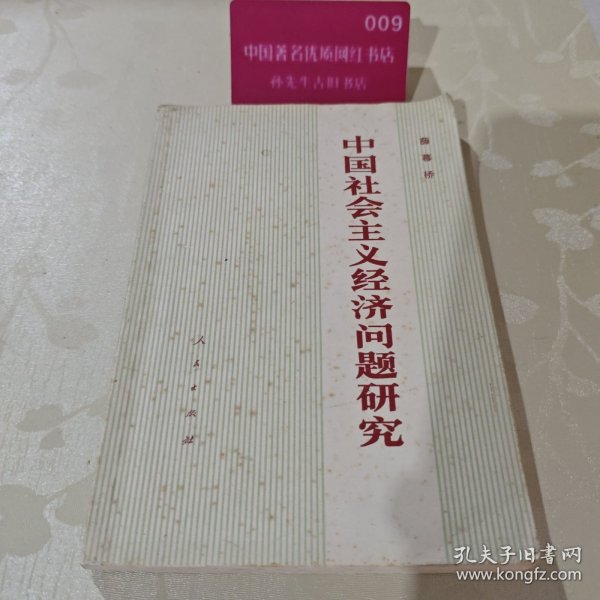 009
中国著名优质网红书店
孙先生古旧书店
薛暮桥
中国社会主义经济问题研究
人民出版社
孔夫子旧书网
www.kongfz.com